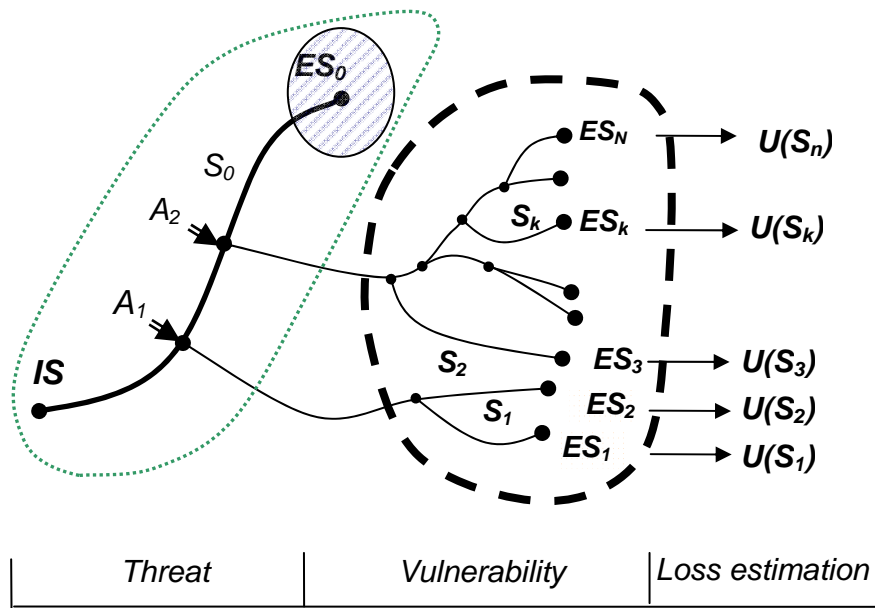 ES0
S0
A2
A1
IS
ESN
U(Sn)
Sk
ESk
U(Sk)
S2
ES3
U(S3)
S1
ES2
U(S2)
ES1
U(S1)
Threat
Vulnerability
Loss estimation